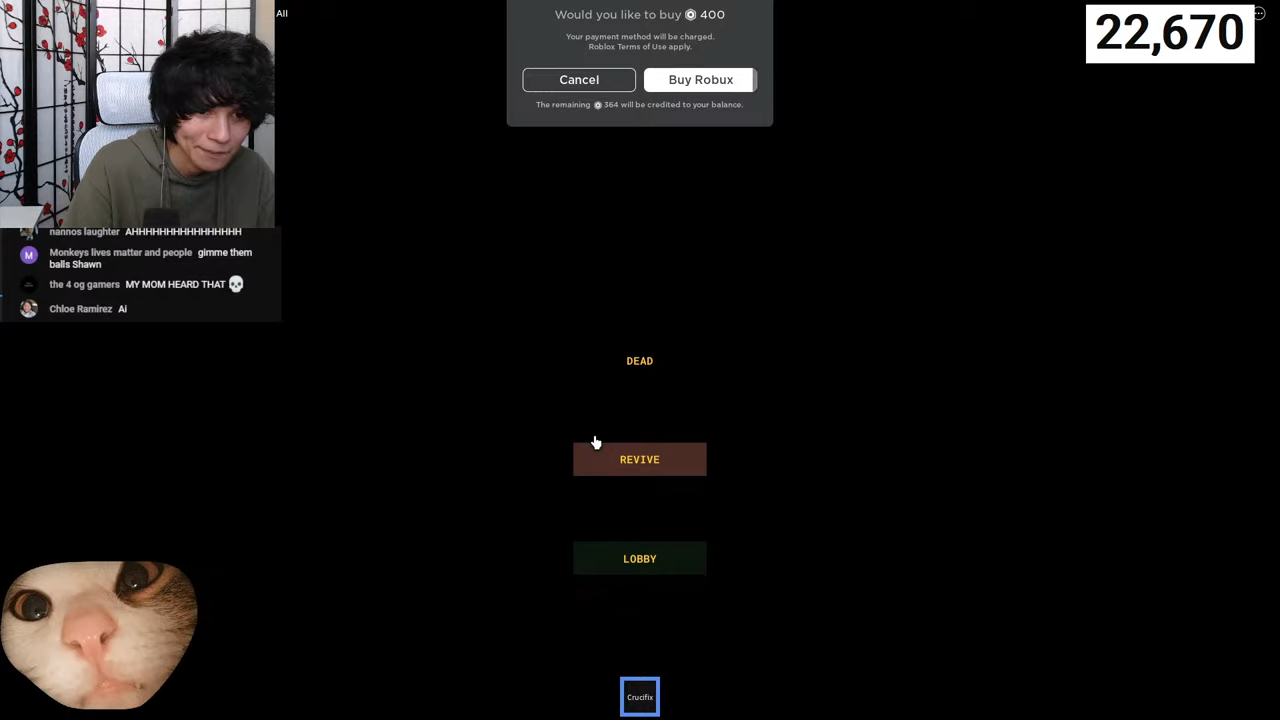 All
Would you like to buy 400
Your payment method will be charged.
Roblox Terms of Use apply.
Cancel
Buy Robux
The remaining 364 will be credited to your balance.
22,670
nannos laughter AHHHHHHHHHHHHHHHH
M
Monkeys lives matter and people gimme them
balls Shawn
the 4 og gamers MY MOM HEARD THAT 💀
Chloe Ramirez Ai
DEAD
REVIVE
LOBBY
Crucifix